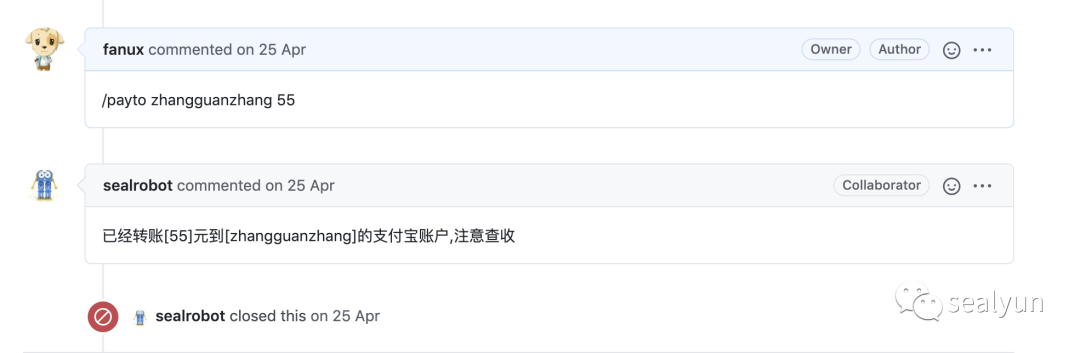 fanux commented on 25 Apr Owner Author
/payto zhangguanzhang 55
sealrobot commented on 25 Apr Collaborator
已经转账[55]元到[zhangguanzhang]的支付宝账户,注意查收
sealrobot closed this on 25 Apr
sealyun